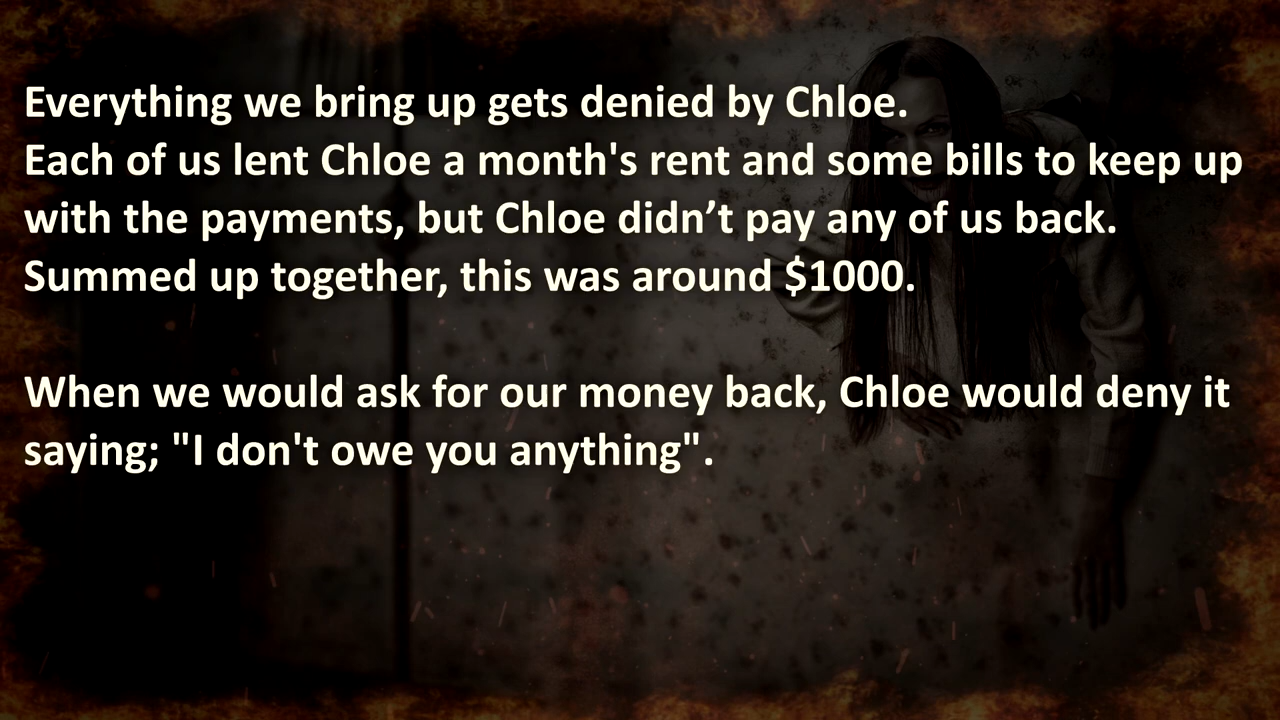 Everything we bring up gets denied by Chloe.
Each of us lent Chloe a month's rent and some bills to keep up
with the payments, but Chloe didn’t pay any of us back.
Summed up together, this was around $1000.
When we would ask for our money back, Chloe would deny it
saying; "I don't owe you anything".